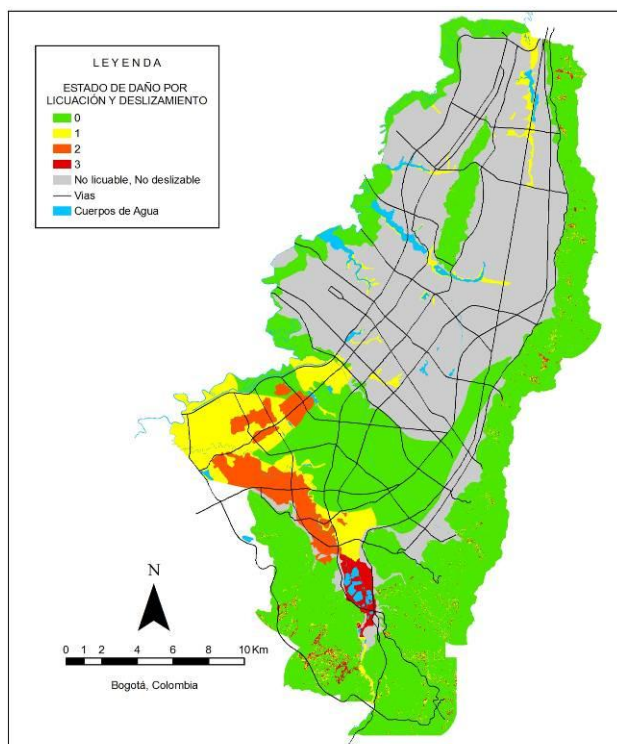 LEYENDA
ESTADO DE DAÑO POR
LICUACIÓN Y DESLIZAMIENTO
0
1
2
3
No licuable, No deslizable
Vias
Cuerpos de Agua
N
0 1 2 4 6 8 10 Km
Bogotá, Colombia